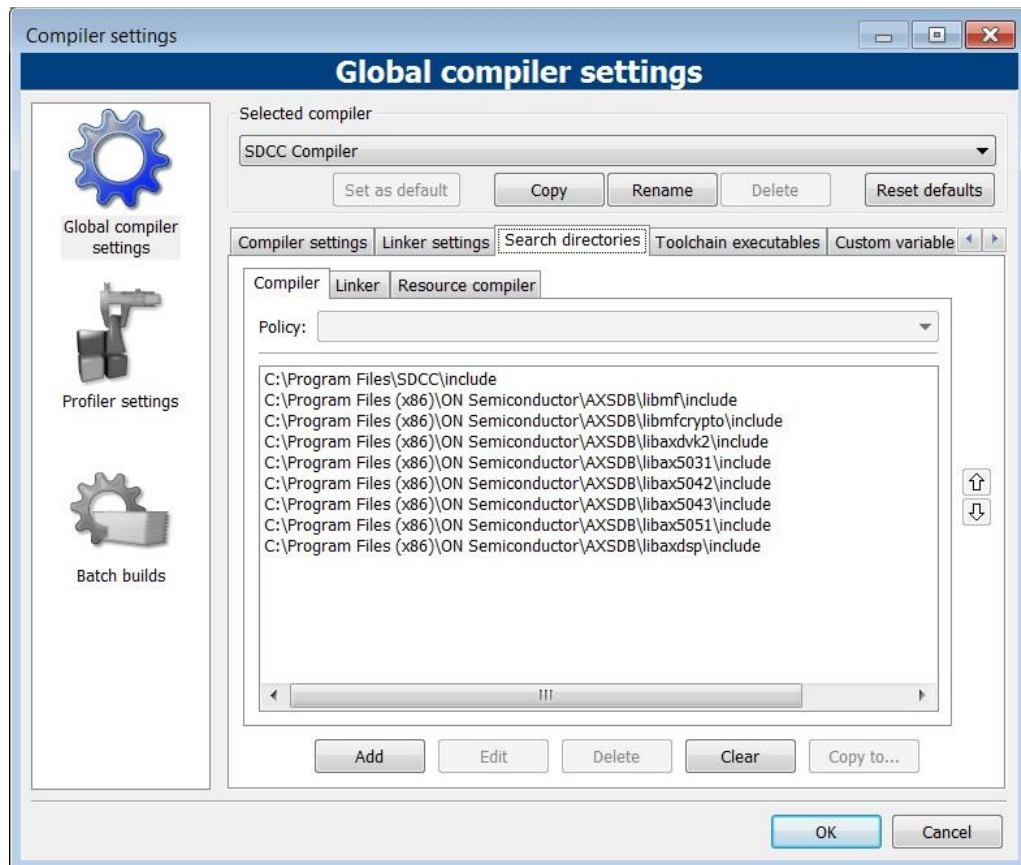 Compiler settings
Global compiler settings
Selected compiler
SDCC Compiler
Set as default Copy Rename Delete Reset defaults
Global compiler
settings
Compiler settings Linker settings Search directories Toolchain executables Custom variable
Compiler Linker Resource compiler
Policy:
C:\Program Files\SDCC\include
C:\Program Files (x86)\ON Semiconductor\AXSDB\libmf\include
C:\Program Files (x86)\ON Semiconductor\AXSDB\libmfcrypto\include
C:\Program Files (x86)\ON Semiconductor\AXSDB\libaxdvk2\include
C:\Program Files (x86)\ON Semiconductor\AXSDB\libax5031\include
C:\Program Files (x86)\ON Semiconductor\AXSDB\libax5042\include
C:\Program Files (x86)\ON Semiconductor\AXSDB\libax5043\include
C:\Program Files (x86)\ON Semiconductor\AXSDB\libax5051\include
C:\Program Files (x86)\ON Semiconductor\AXSDB\libaxdsp\include
Profiler settings
Batch builds
Add Edit Delete Clear Copy to...
OK Cancel